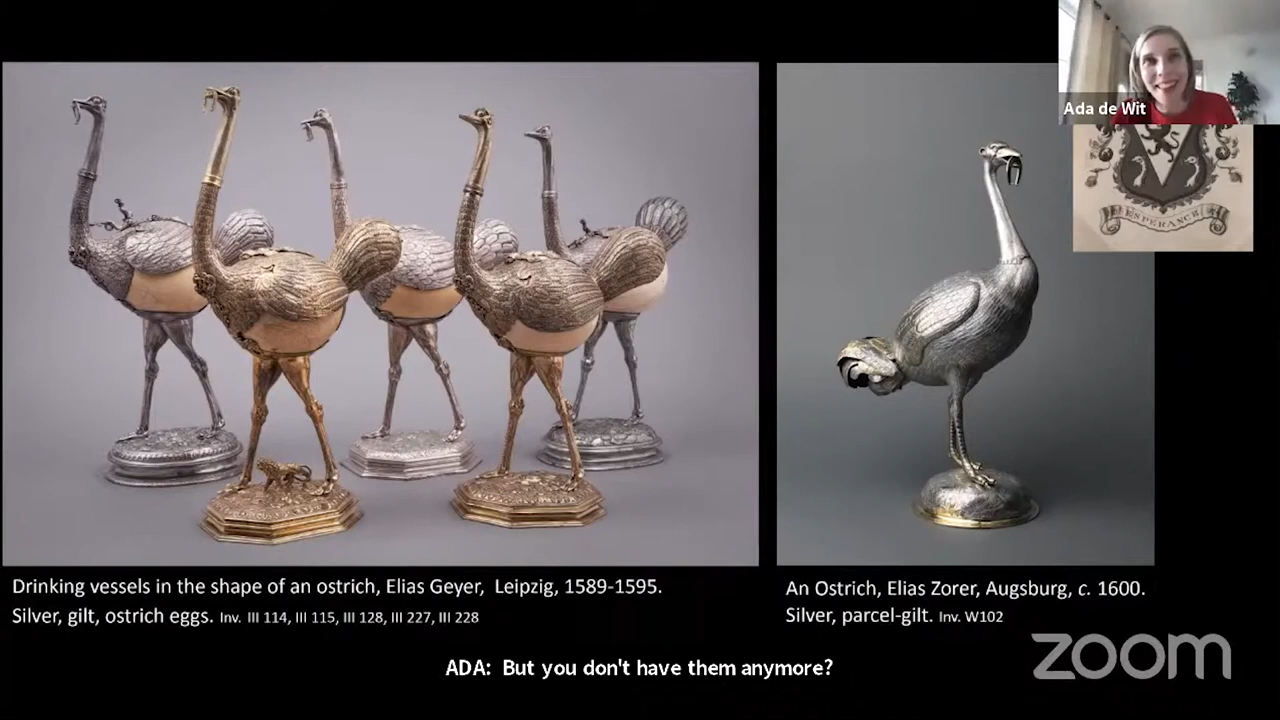 Ada de Wit
ESPERANCE
Drinking vessels in the shape of an ostrich, Elias Geyer, Leipzig, 1589-1595.
Silver, gilt, ostrich eggs. Inv. III 114, III 115, III 128, III 227, III 228
An Ostrich, Elias Zorer, Augsburg, c. 1600.
Silver, parcel-gilt. Inv. W102
ADA: But you don't have them anymore?
zoom